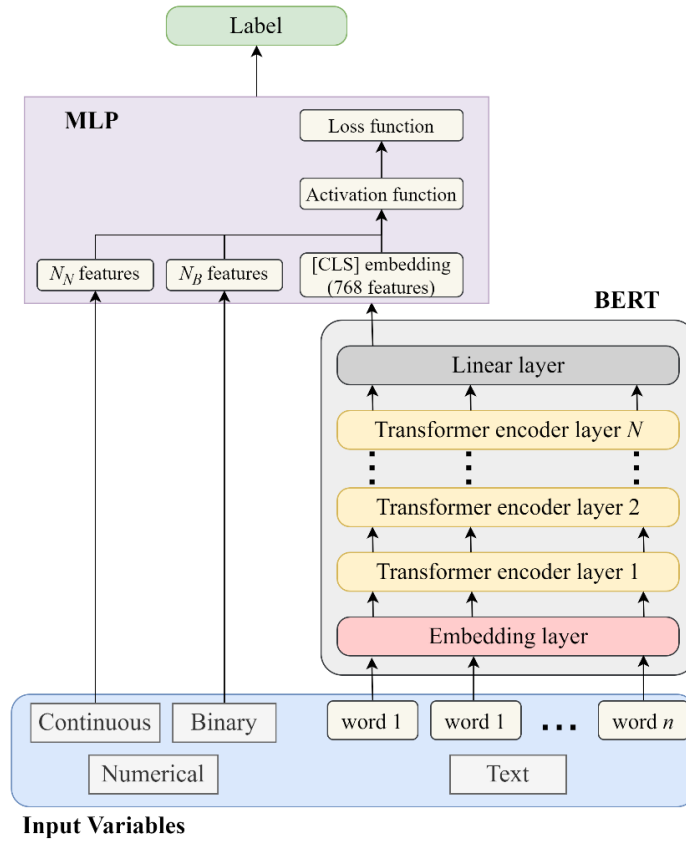 Label
MLP
Loss function
Activation function
N_N features
N_B features
[CLS] embedding
(768 features)
BERT
Linear layer
Transformer encoder layer N
Transformer encoder layer 2
Transformer encoder layer 1
Embedding layer
Continuous
Binary
word 1
word 1
...
word n
Numerical
Text
Input Variables